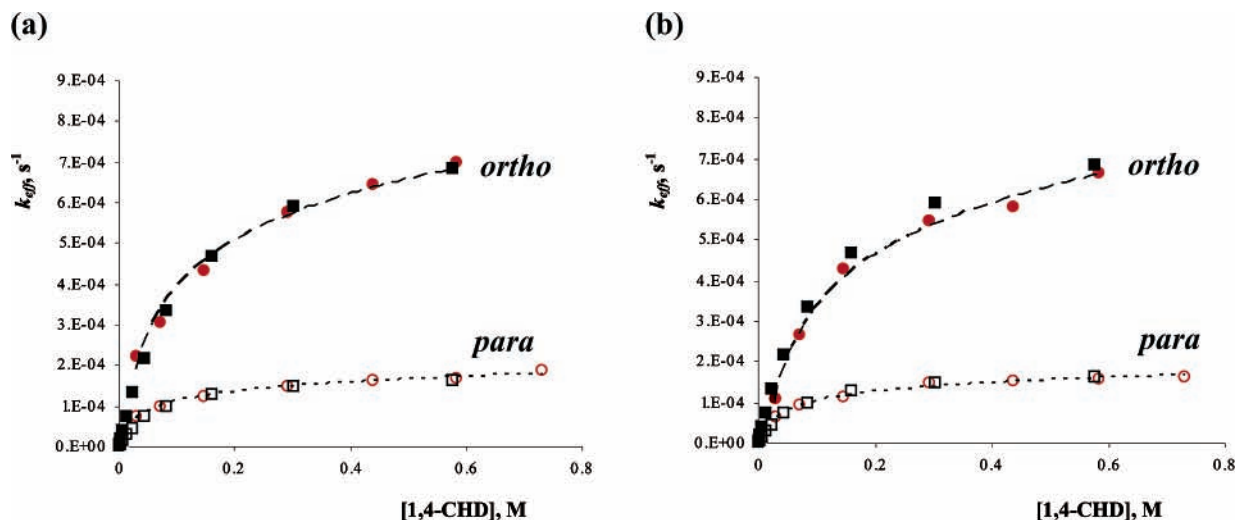 (a)
k_eff, s⁻¹
9.E-04
8.E-04
7.E-04
6.E-04
5.E-04
4.E-04
3.E-04
2.E-04
1.E-04
0.E+00
0
0.2
0.4
0.6
0.8
ortho
para
[1,4-CHD], M
(b)
k_eff, s⁻¹
9.E-04
8.E-04
7.E-04
6.E-04
5.E-04
4.E-04
3.E-04
2.E-04
1.E-04
0.E+00
0
0.2
0.4
0.6
0.8
ortho
para
[1,4-CHD], M